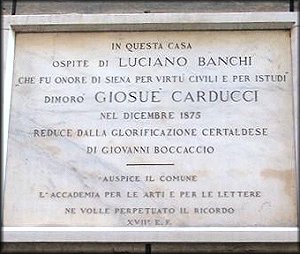 IN QUESTA CASA
OSPITE DI LUCIANO BANCHI
CHE FU ONORE DI SIENA PER VIRTÙ CIVILI E PER ISTUDI
DIMORÒ GIOSUÈ CARDUCCI
NEL DICEMBRE 1875
REDUCE DALLA GLORIFICAZIONE CERTALDESE
DI GIOVANNI BOCCACCIO
AUSPICE IL COMUNE
L'ACCADEMIA PER LE ARTI E PER LE LETTERE
NE VOLLE PERPETUATO IL RICORDO
XVII° E. F.